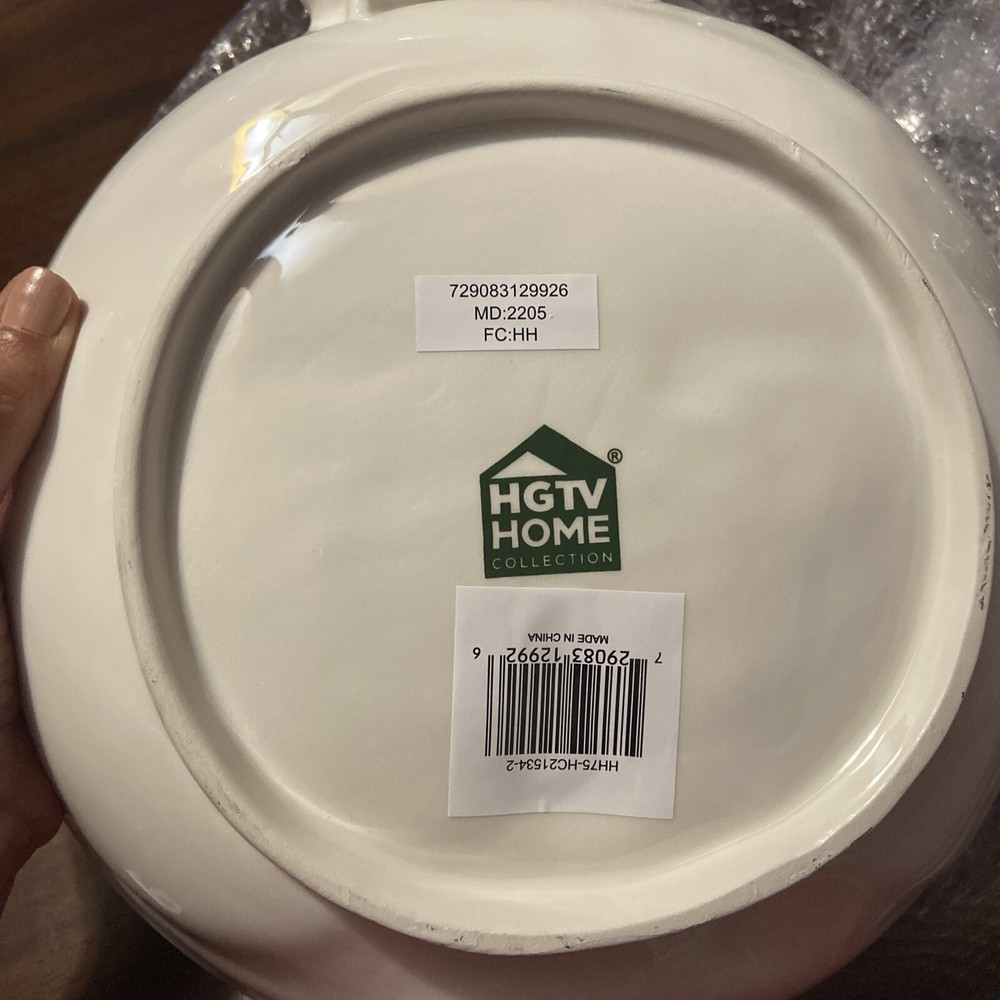 729083129926
MD:2205
FC:HH
®
HGTV
HOME
COLLECTION
HH75-HC21534-2
7 29083 12992 6
MADE IN CHINA